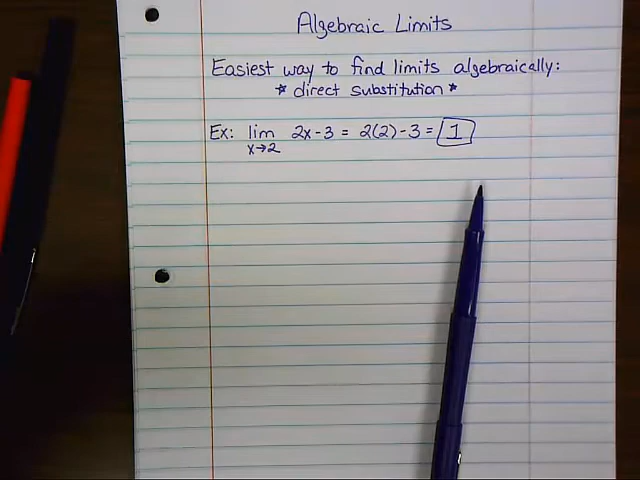 Algebraic Limits
Easiest way to find limits algebraically:
* direct substitution *
Ex: lim 2x-3 = 2(2)-3 = 1
x→2